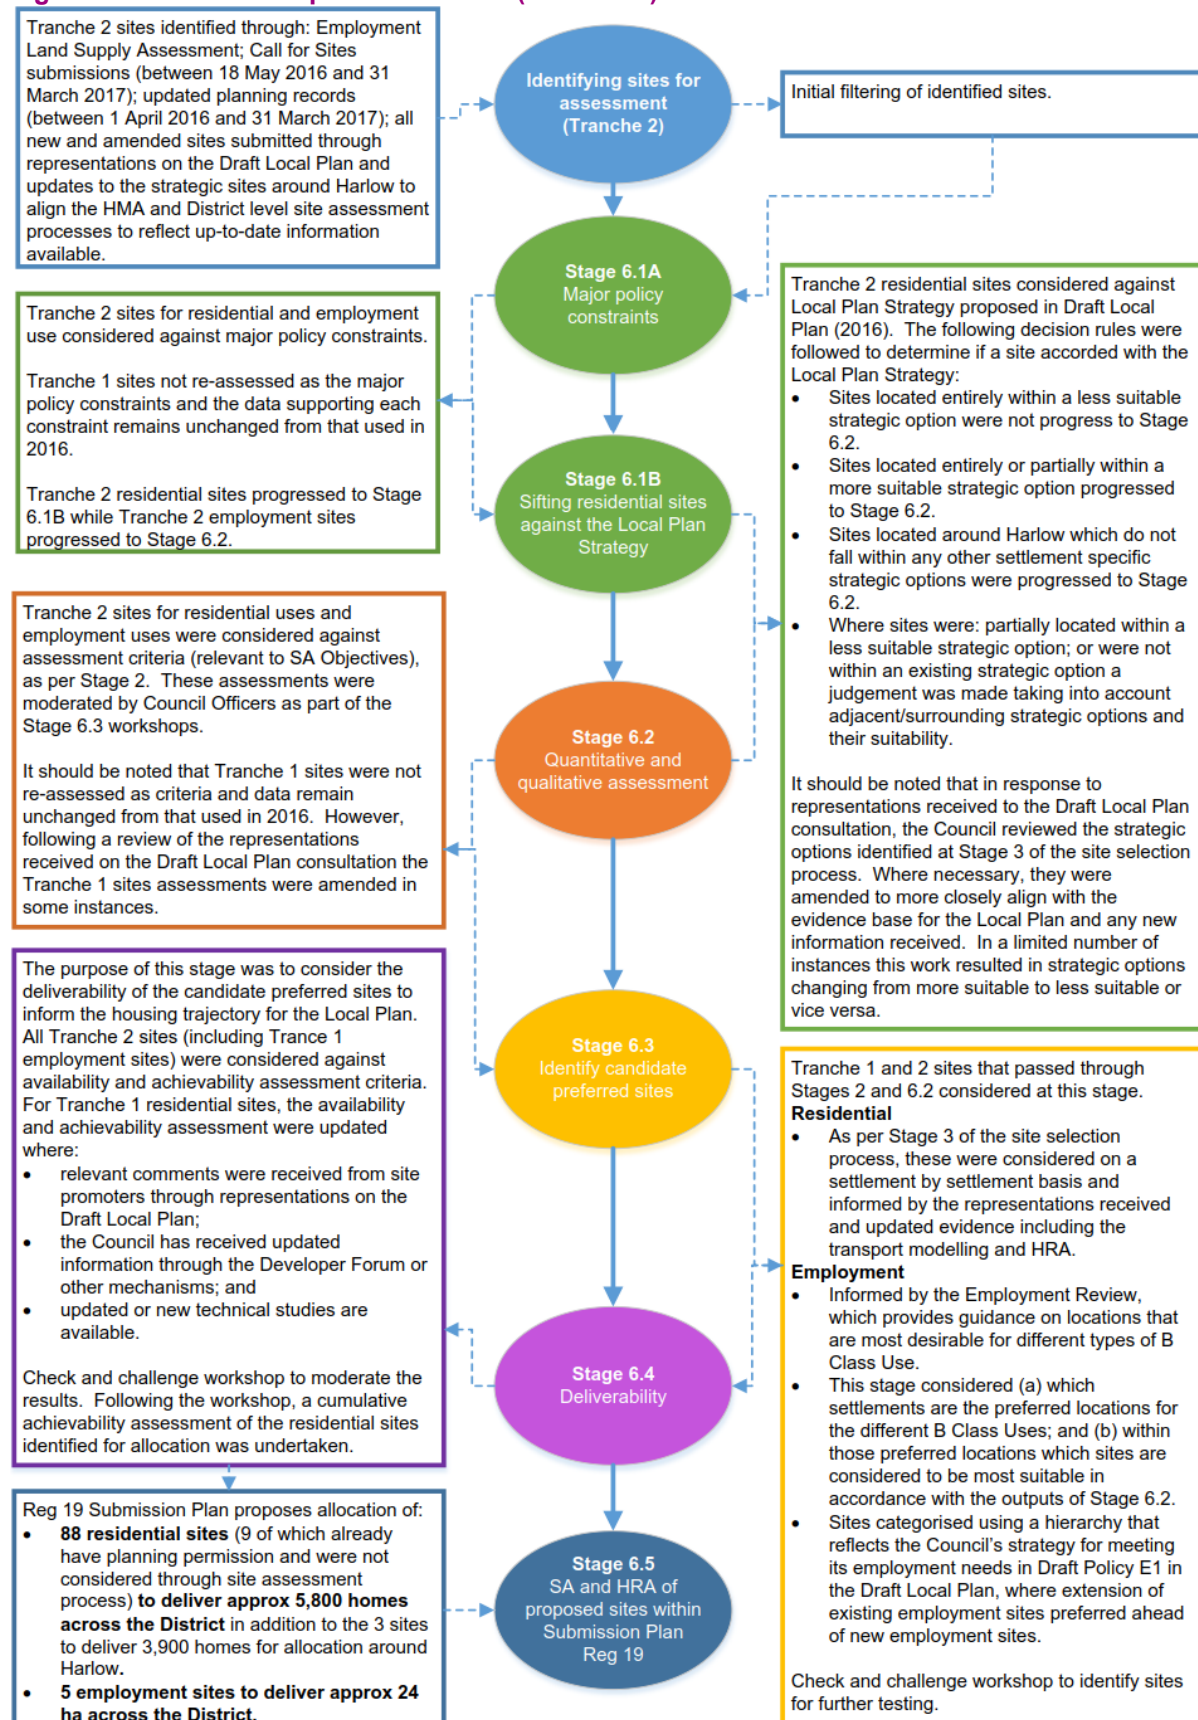 Tranche 2 sites identified through: Employment
Land Supply Assessment; Call for Sites
submissions (between 18 May 2016 and 31
March 2017); updated planning records
(between 1 April 2016 and 31 March 2017); all
new and amended sites submitted through
representations on the Draft Local Plan and
updates to the strategic sites around Harlow to
align the HMA and District level site assessment
processes to reflect up-to-date information
available.
Identifying sites for
assessment
(Tranche 2)
Initial filtering of identified sites.
Stage 6.1A
Major policy
constraints
Tranche 2 sites for residential and employment
use considered against major policy constraints.
Tranche 1 sites not re-assessed as the major
policy constraints and the data supporting each
constraint remains unchanged from that used in
2016.
Tranche 2 residential sites progressed to Stage
6.1B while Tranche 2 employment sites
progressed to Stage 6.2.
Stage 6.1B
Sifting residential sites
against the Local Plan
Strategy
Tranche 2 residential sites considered against
Local Plan Strategy proposed in Draft Local
Plan (2016). The following decision rules were
followed to determine if a site accorded with the
Local Plan Strategy:
• Sites located entirely within a less suitable
strategic option were not progress to Stage
6.2.
• Sites located entirely or partially within a
more suitable strategic option progressed
to Stage 6.2.
• Sites located around Harlow which do not
fall within any other settlement specific
strategic options were progressed to Stage
6.2.
• Where sites were: partially located within a
less suitable strategic option; or were not
within an existing strategic option a
judgement was made taking into account
adjacent/surrounding strategic options and
their suitability.
It should be noted that in response to
representations received to the Draft Local Plan
consultation, the Council reviewed the strategic
options identified at Stage 3 of the site selection
process. Where necessary, they were
amended to more closely align with the
evidence base for the Local Plan and any new
information received. In a limited number of
instances this work resulted in strategic options
changing from more suitable to less suitable or
vice versa.
Tranche 2 sites for residential uses and
employment uses were considered against
assessment criteria (relevant to SA Objectives),
as per Stage 2. These assessments were
moderated by Council Officers as part of the
Stage 6.3 workshops.
It should be noted that Tranche 1 sites were not
re-assessed as criteria and data remain
unchanged from that used in 2016. However,
following a review of the representations
received on the Draft Local Plan consultation the
Tranche 1 sites assessments were amended in
some instances.
Stage 6.2
Quantitative and
qualitative assessment
Stage 6.3
Identify candidate
preferred sites
Tranche 1 and 2 sites that passed through
Stages 2 and 6.2 considered at this stage.
Residential
• As per Stage 3 of the site selection
process, these were considered on a
settlement by settlement basis and
informed by the representations received
and updated evidence including the
transport modelling and HRA.
Employment
• Informed by the Employment Review,
which provides guidance on locations that
are most desirable for different types of B
Class Use.
• This stage considered (a) which
settlements are the preferred locations for
the different B Class Uses; and (b) within
those preferred locations which sites are
considered to be most suitable in
accordance with the outputs of Stage 6.2.
• Sites categorised using a hierarchy that
reflects the Council's strategy for meeting
its employment needs in Draft Policy E1 in
the Draft Local Plan, where extension of
existing employment sites preferred ahead
of new employment sites.
Check and challenge workshop to identify sites
for further testing.
The purpose of this stage was to consider the
deliverability of the candidate preferred sites to
inform the housing trajectory for the Local Plan.
All Tranche 2 sites (including Trance 1
employment sites) were considered against
availability and achievability assessment criteria.
For Tranche 1 residential sites, the availability
and achievability assessment were updated
where:
• relevant comments were received from site
promoters through representations on the
Draft Local Plan;
• the Council has received updated
information through the Developer Forum or
other mechanisms; and
• updated or new technical studies are
available.
Check and challenge workshop to moderate the
results. Following the workshop, a cumulative
achievability assessment of the residential sites
identified for allocation was undertaken.
Stage 6.4
Deliverability
Reg 19 Submission Plan proposes allocation of:
• 88 residential sites (9 of which already
have planning permission and were not
considered through site assessment
process) to deliver approx 5,800 homes
across the District in addition to the 3 sites
to deliver 3,900 homes for allocation around
Harlow.
• 5 employment sites to deliver approx 24
ha across the District.
Stage 6.5
SA and HRA of
proposed sites within
Submission Plan
Reg 19